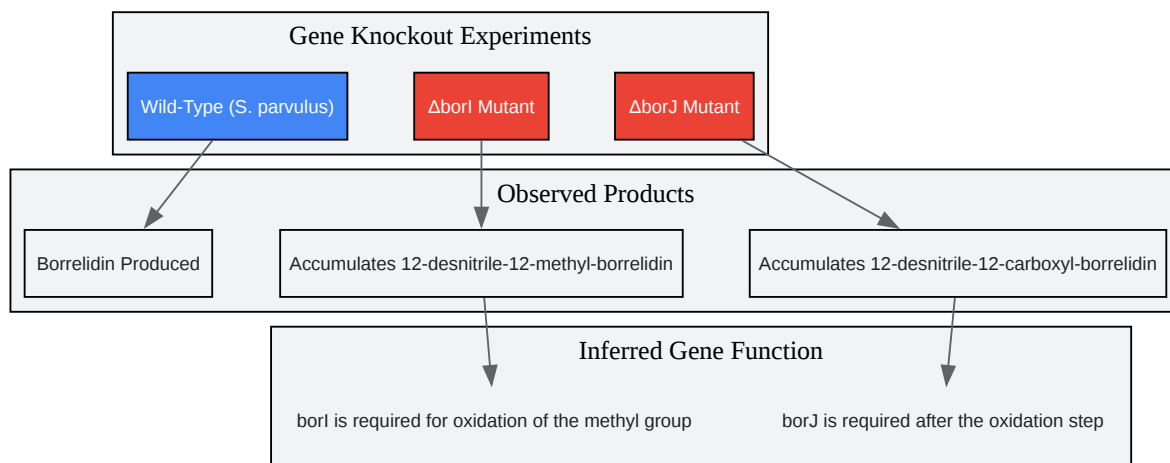 Gene Knockout Experiments
Wild-Type (S. parvulus)
ΔborI Mutant
ΔborJ Mutant
Observed Products
Borrelidin Produced
Accumulates 12-desnitrile-12-methyl-borrelidin
Accumulates 12-desnitrile-12-carboxyl-borrelidin
Inferred Gene Function
borI is required for oxidation of the methyl group
borJ is required after the oxidation step